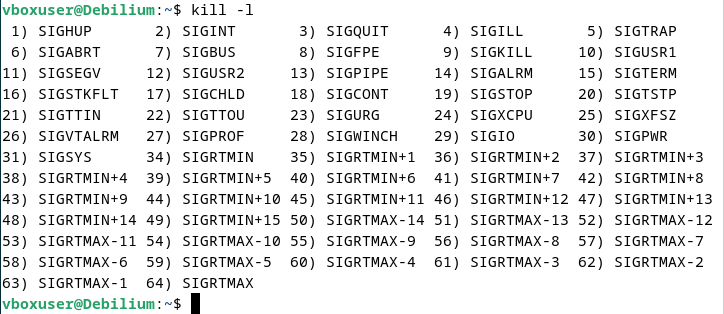 vboxuser@Debilium:~$ kill -l
 1) SIGHUP       2) SIGINT       3) SIGQUIT      4) SIGILL       5) SIGTRAP
 6) SIGABRT      7) SIGBUS       8) SIGFPE       9) SIGKILL     10) SIGUSR1
11) SIGSEGV     12) SIGUSR2     13) SIGPIPE     14) SIGALRM     15) SIGTERM
16) SIGSTKFLT   17) SIGCHLD     18) SIGCONT     19) SIGSTOP     20) SIGTSTP
21) SIGTTIN     22) SIGTTOU     23) SIGURG      24) SIGXCPU     25) SIGXFSZ
26) SIGVTALRM   27) SIGPROF     28) SIGWINCH    29) SIGIO       30) SIGPWR
31) SIGSYS      34) SIGRTMIN    35) SIGRTMIN+1  36) SIGRTMIN+2  37) SIGRTMIN+3
38) SIGRTMIN+4  39) SIGRTMIN+5  40) SIGRTMIN+6  41) SIGRTMIN+7  42) SIGRTMIN+8
43) SIGRTMIN+9  44) SIGRTMIN+10 45) SIGRTMIN+11 46) SIGRTMIN+12 47) SIGRTMIN+13
48) SIGRTMIN+14 49) SIGRTMIN+15 50) SIGRTMAX-14 51) SIGRTMAX-13 52) SIGRTMAX-12
53) SIGRTMAX-11 54) SIGRTMAX-10 55) SIGRTMAX-9  56) SIGRTMAX-8  57) SIGRTMAX-7
58) SIGRTMAX-6  59) SIGRTMAX-5  60) SIGRTMAX-4  61) SIGRTMAX-3  62) SIGRTMAX-2
63) SIGRTMAX-1  64) SIGRTMAX
vboxuser@Debilium:~$